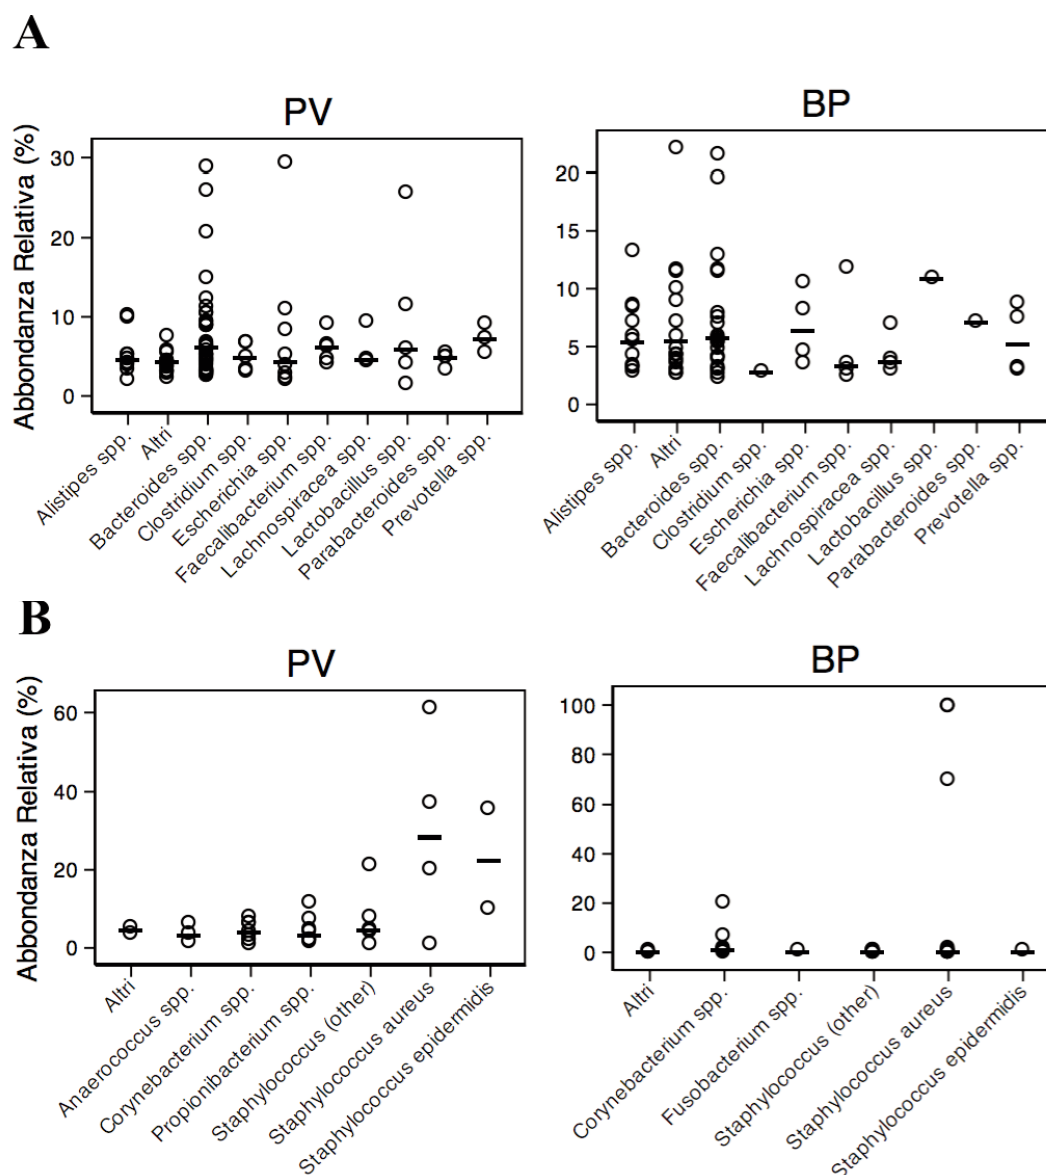 A
PV
BP
Abbondanza Relativa (%)
30
20
10
0
20
15
10
5
0
Alistipes spp.
Altri
Bacteroides spp.
Clostridium spp.
Escherichia spp.
Faecalibacterium spp.
Lachnospiracea spp.
Lactobacillus spp.
Parabacteroides spp.
Prevotella spp.
Alistipes spp.
Altri
Bacteroides spp.
Clostridium spp.
Escherichia spp.
Faecalibacterium spp.
Lachnospiracea spp.
Lactobacillus spp.
Parabacteroides spp.
Prevotella spp.
B
PV
BP
Abbondanza Relativa (%)
60
40
20
0
100
80
60
40
20
0
Altri
Anaerococcus spp.
Corynebacterium spp.
Propionibacterium spp.
Staphylococcus (other)
Staphylococcus aureus
Staphylococcus epidermidis
Altri
Corynebacterium spp.
Fusobacterium spp.
Staphylococcus (other)
Staphylococcus aureus
Staphylococcus epidermidis